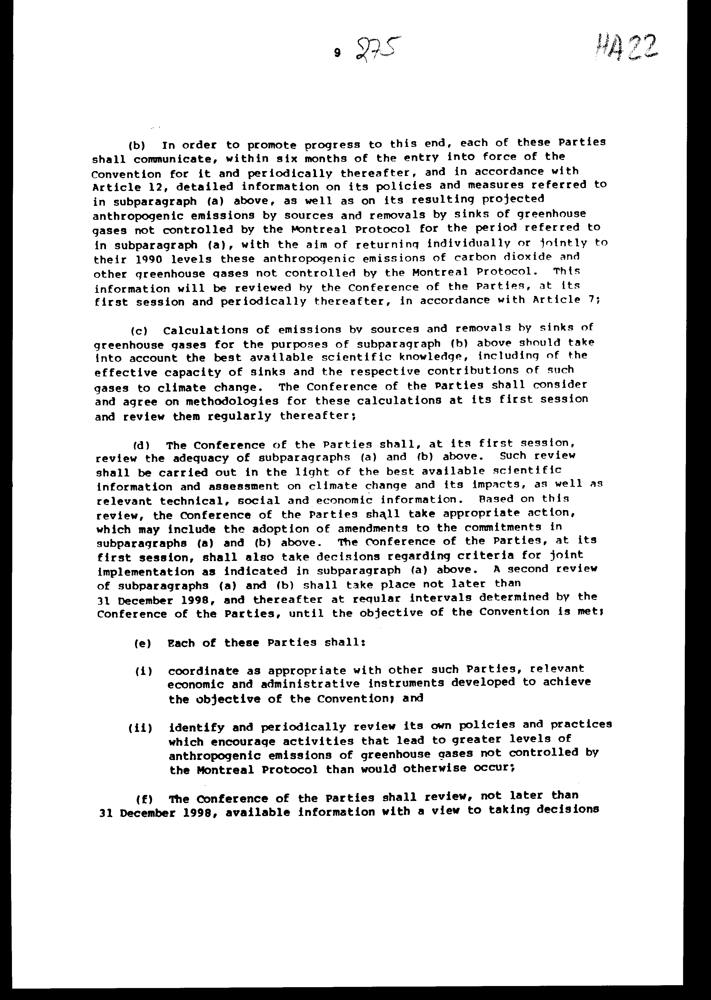 9 275 HA22
(b) In order to promote progress to this end, each of these Parties
shall communicate, within six months of the entry into force of the
Convention for it and periodically thereafter, and in accordance with
Article 12, detailed information on its policies and measures referred to
in subparagraph (a) above, as well as on its resulting projected
anthropogenic emissions by sources and removals by sinks of greenhouse
gases not controlled by the Montreal Protocol for the period referred to
in subparagraph (a), with the aim of returning individually or jointly to
their 1990 levels these anthropogenic emissions of carbon dioxide and
other greenhouse gases not controlled by the Montreal Protocol. This
information will be reviewed by the Conference of the Parties, at its
first session and periodically thereafter, in accordance with Article 7;
(c) Calculations of emissions by sources and removals by sinks of
greenhouse gases for the purposes of subparagraph (b) above should take
into account the best available scientific knowledge, including of the
effective capacity of sinks and the respective contributions of such
gases to climate change. The Conference of the Parties shall consider
and agree on methodologies for these calculations at its first session
and review them regularly thereafter;
(d) The Conference of the Parties shall, at its first session,
review the adequacy of subparagraphs (a) and (b) above. Such review
shall be carried out in the light of the best available scientific
information and assessment on climate change and its impacts, as well as
relevant technical, social and economic information. Based on this
review, the Conference of the Parties shall take appropriate action,
which may include the adoption of amendments to the commitments in
subparagraphs (a) and (b) above. The Conference of the Parties, at its
first session, shall also take decisions regarding criteria for joint
implementation as indicated in subparagraph (a) above. A second review
of subparagraphs (a) and (b) shall take place not later than
31 December 1998, and thereafter at regular intervals determined by the
Conference of the Parties, until the objective of the Convention is met;
(e) Each of these Parties shall:
(i) coordinate as appropriate with other such Parties, relevant
economic and administrative instruments developed to achieve
the objective of the Convention; and
(ii) identify and periodically review its own policies and practices
which encourage activities that lead to greater levels of
anthropogenic emissions of greenhouse gases not controlled by
the Montreal Protocol than would otherwise occur;
(f) The Conference of the Parties shall review, not later than
31 December 1998, available information with a view to taking decisions